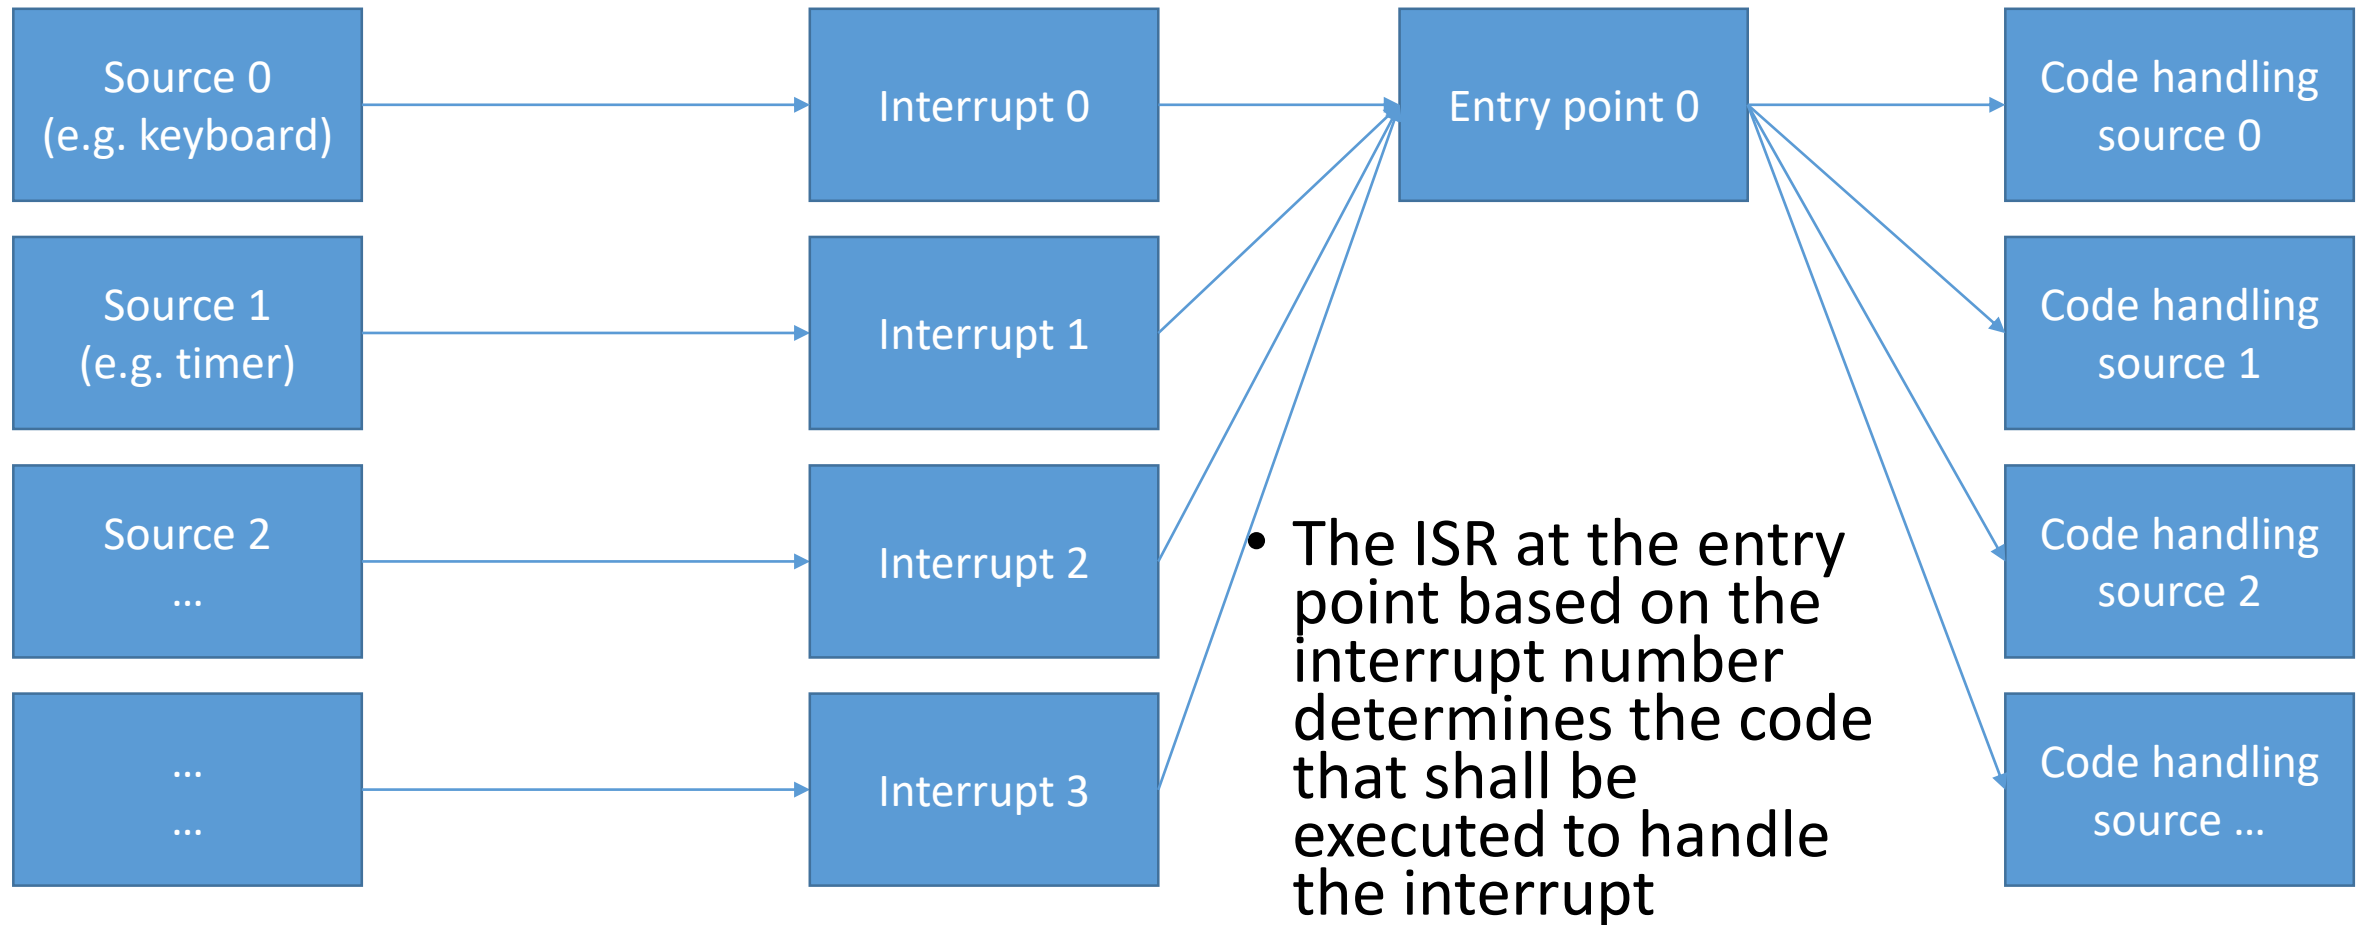 Source 0
(e.g. keyboard)
Interrupt 0
Entry point 0
Code handling
source 0
Source 1
(e.g. timer)
Interrupt 1
Code handling
source 1
Source 2
...
Interrupt 2
Code handling
source 2
...
...
Interrupt 3
Code handling
source ...
• The ISR at the entry
point based on the
interrupt number
determines the code
that shall be
executed to handle
the interrupt